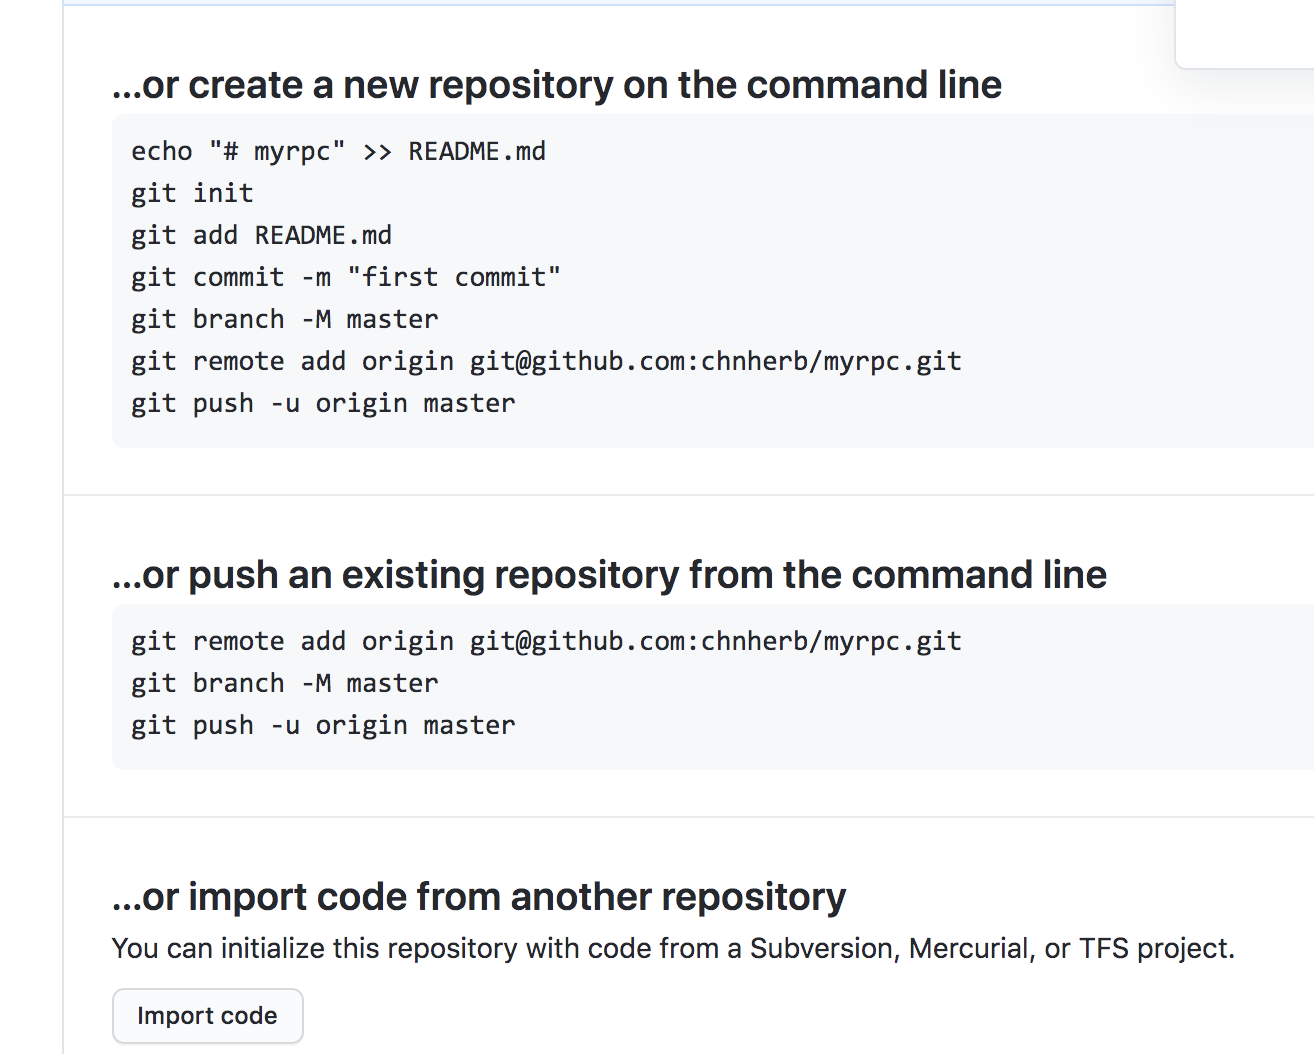 ...or create a new repository on the command line
echo "# myrpc" >> README.md
git init
git add README.md
git commit -m "first commit"
git branch -M master
git remote add origin git@github.com:chnherb/myrpc.git
git push -u origin master
...or push an existing repository from the command line
git remote add origin git@github.com:chnherb/myrpc.git
git branch -M master
git push -u origin master
...or import code from another repository
You can initialize this repository with code from a Subversion, Mercurial, or TFS project.
Import code